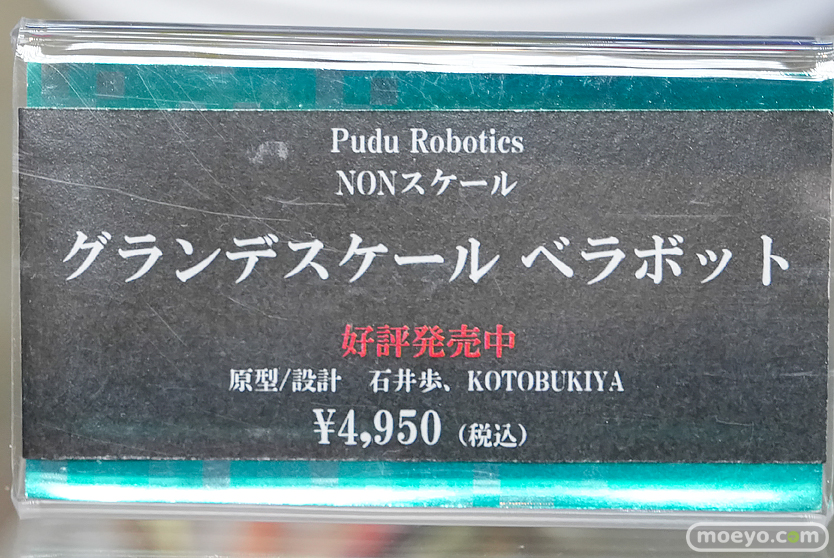 Pudu Robotics
NONスケール
グランデスケール ベラボット
好評発売中
原型/設計　石井歩、KOTOBUKIYA
¥4,950（税込）
moeyo.com